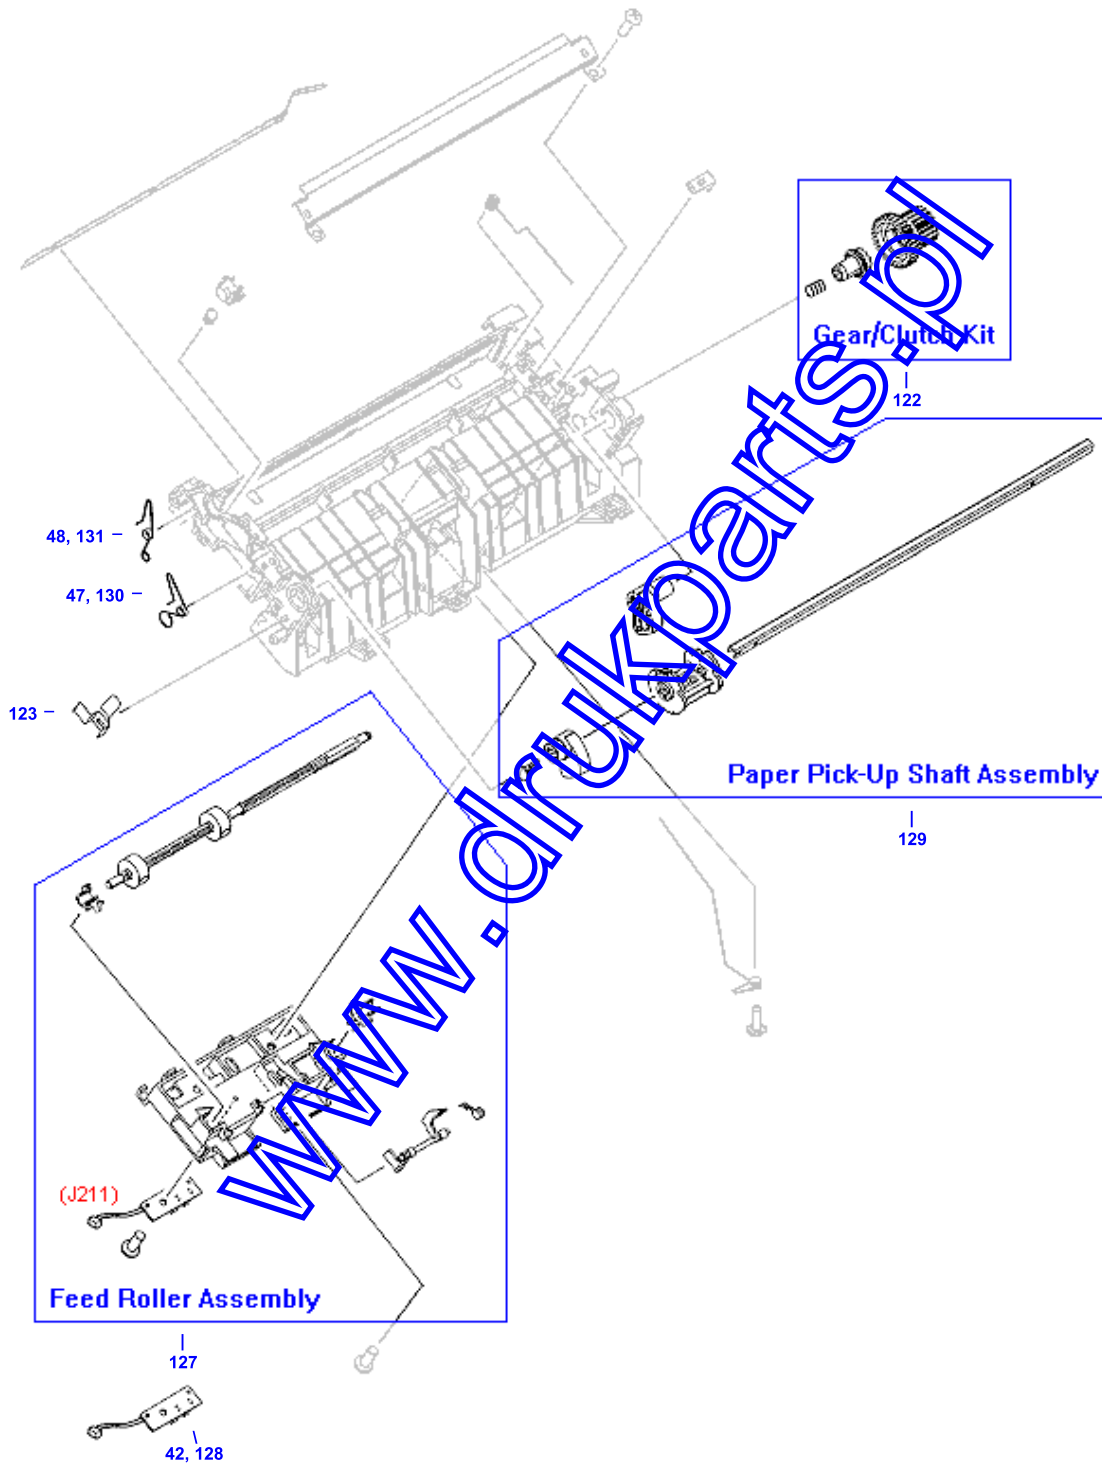 Gear/Clutch Kit
122
48, 131
47, 130
123
Paper Pick-Up Shaft Assembly
129
(J211)
Feed Roller Assembly
127
42, 128
www.drukparts.pl